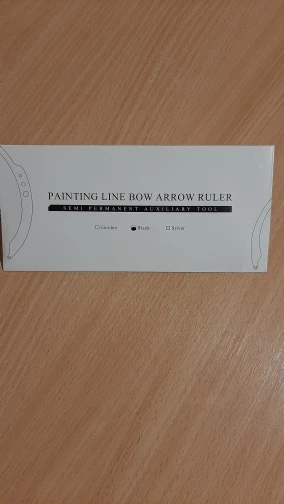 PAINTING LINE BOW ARROW RULER
SEMI PERMANENT AUXILIARY TOOL
Golden Black Silver